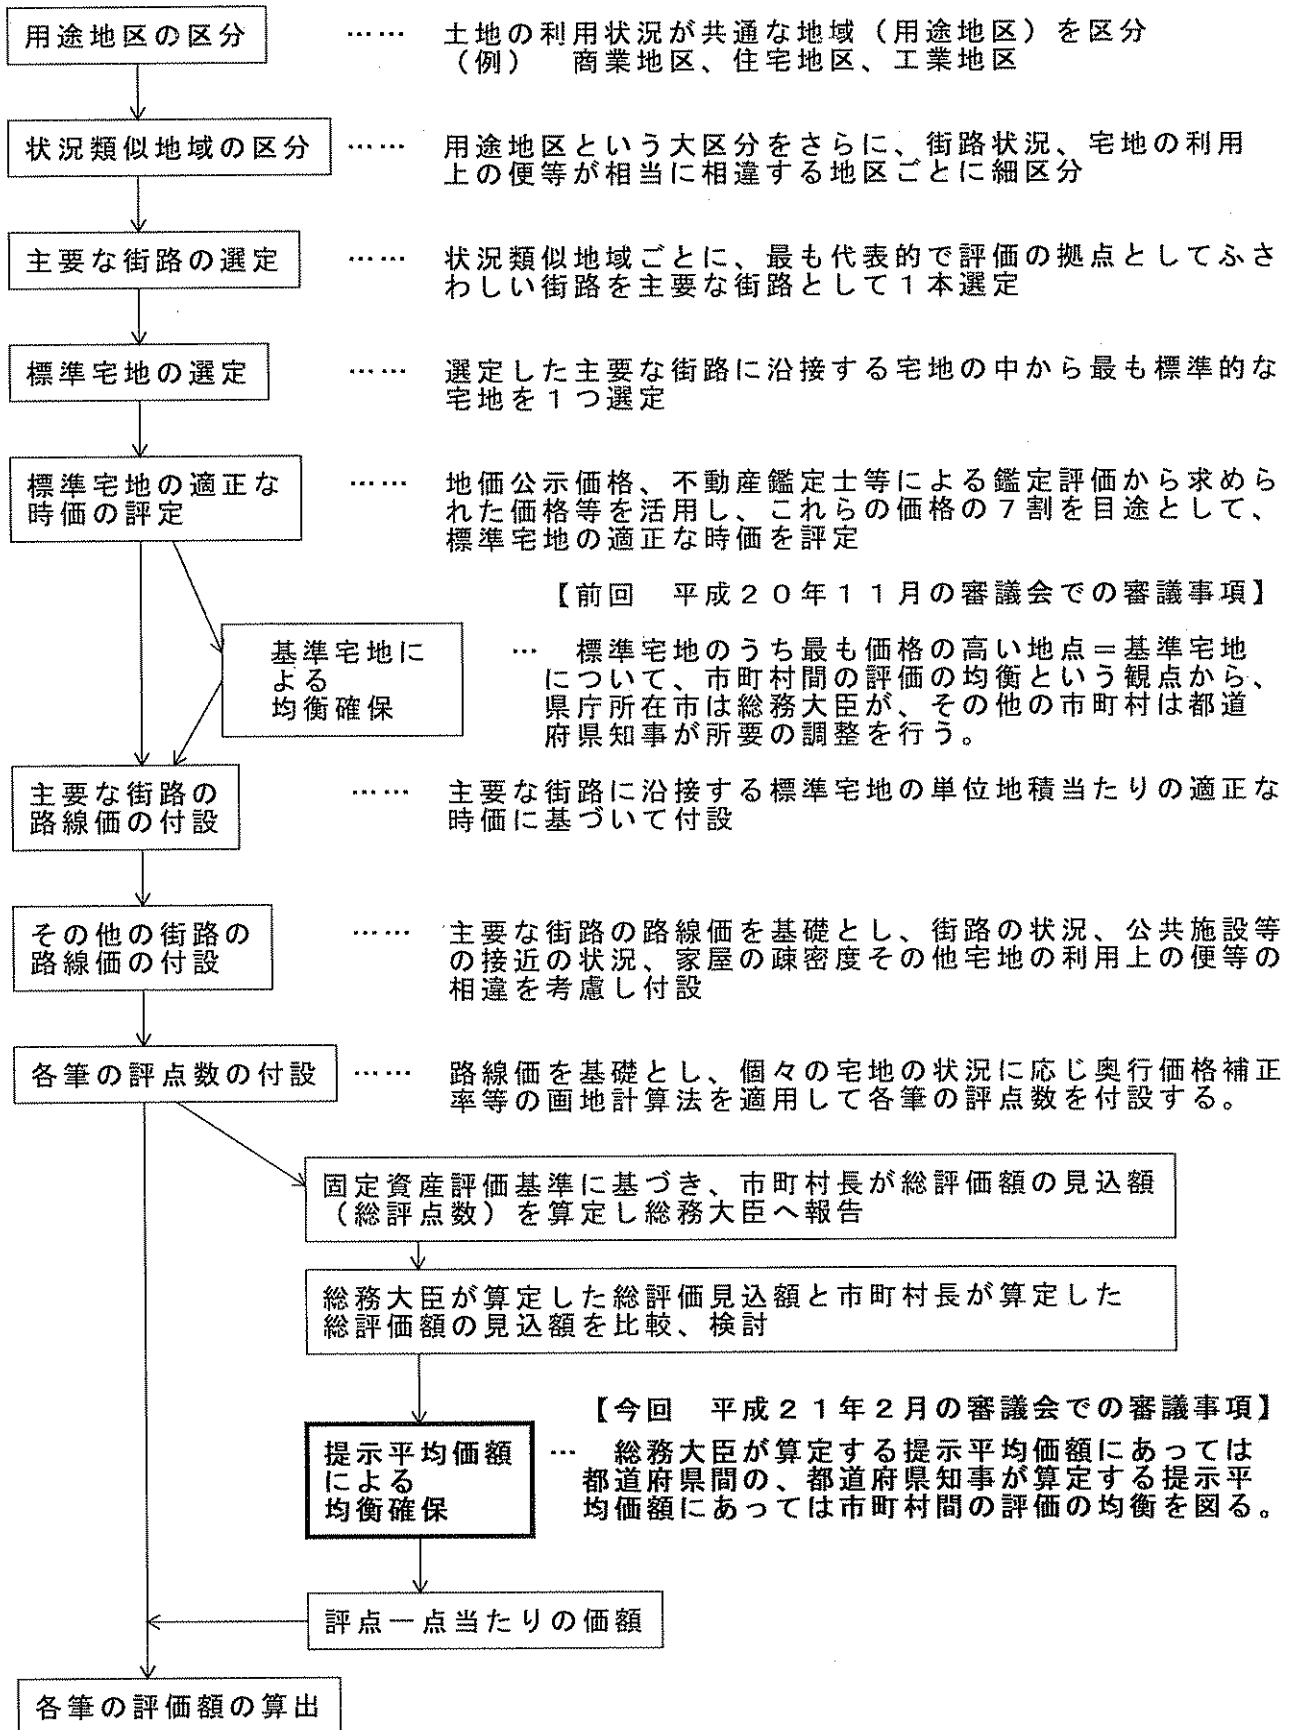 用途地区の区分 …… 土地の利用状況が共通な地域（用途地区）を区分
（例）　商業地区、住宅地区、工業地区
状況類似地域の区分 …… 用途地区という大区分をさらに、街路状況、宅地の利用
上の便等が相当に相違する地区ごとに細区分
主要な街路の選定 …… 状況類似地域ごとに、最も代表的で評価の拠点としてふさ
わしい街路を主要な街路として１本選定
標準宅地の選定 …… 選定した主要な街路に沿接する宅地の中から最も標準的な
宅地を１つ選定
標準宅地の適正な
時価の評定
…… 地価公示価格、不動産鑑定士等による鑑定評価から求めら
れた価格等を活用し、これらの価格の７割を目途として、
標準宅地の適正な時価を評定
【前回　平成２０年１１月の審議会での審議事項】
基準宅地に
よる
均衡確保
…　標準宅地のうち最も価格の高い地点＝基準宅地
について、市町村間の評価の均衡という観点から、
県庁所在市は総務大臣が、その他の市町村は都道
府県知事が所要の調整を行う。
主要な街路の
路線価の付設
…… 主要な街路に沿接する標準宅地の単位地積当たりの適正な
時価に基づいて付設
その他の街路の
路線価の付設
…… 主要な街路の路線価を基礎とし、街路の状況、公共施設等
の接近の状況、家屋の疎密度その他宅地の利用上の便等の
相違を考慮し付設
各筆の評点数の付設 …… 路線価を基礎とし、個々の宅地の状況に応じ奥行価格補正
率等の画地計算法を適用して各筆の評点数を付設する。
固定資産評価基準に基づき、市町村長が総評価額の見込額
（総評点数）を算定し総務大臣へ報告
総務大臣が算定した総評価見込額と市町村長が算定した
総評価額の見込額を比較、検討
【今回　平成２１年２月の審議会での審議事項】
提示平均価額
による
均衡確保
…　総務大臣が算定する提示平均価額にあっては
都道府県間の、都道府県知事が算定する提示平
均価額にあっては市町村間の評価の均衡を図る。
評点一点当たりの価額
各筆の評価額の算出